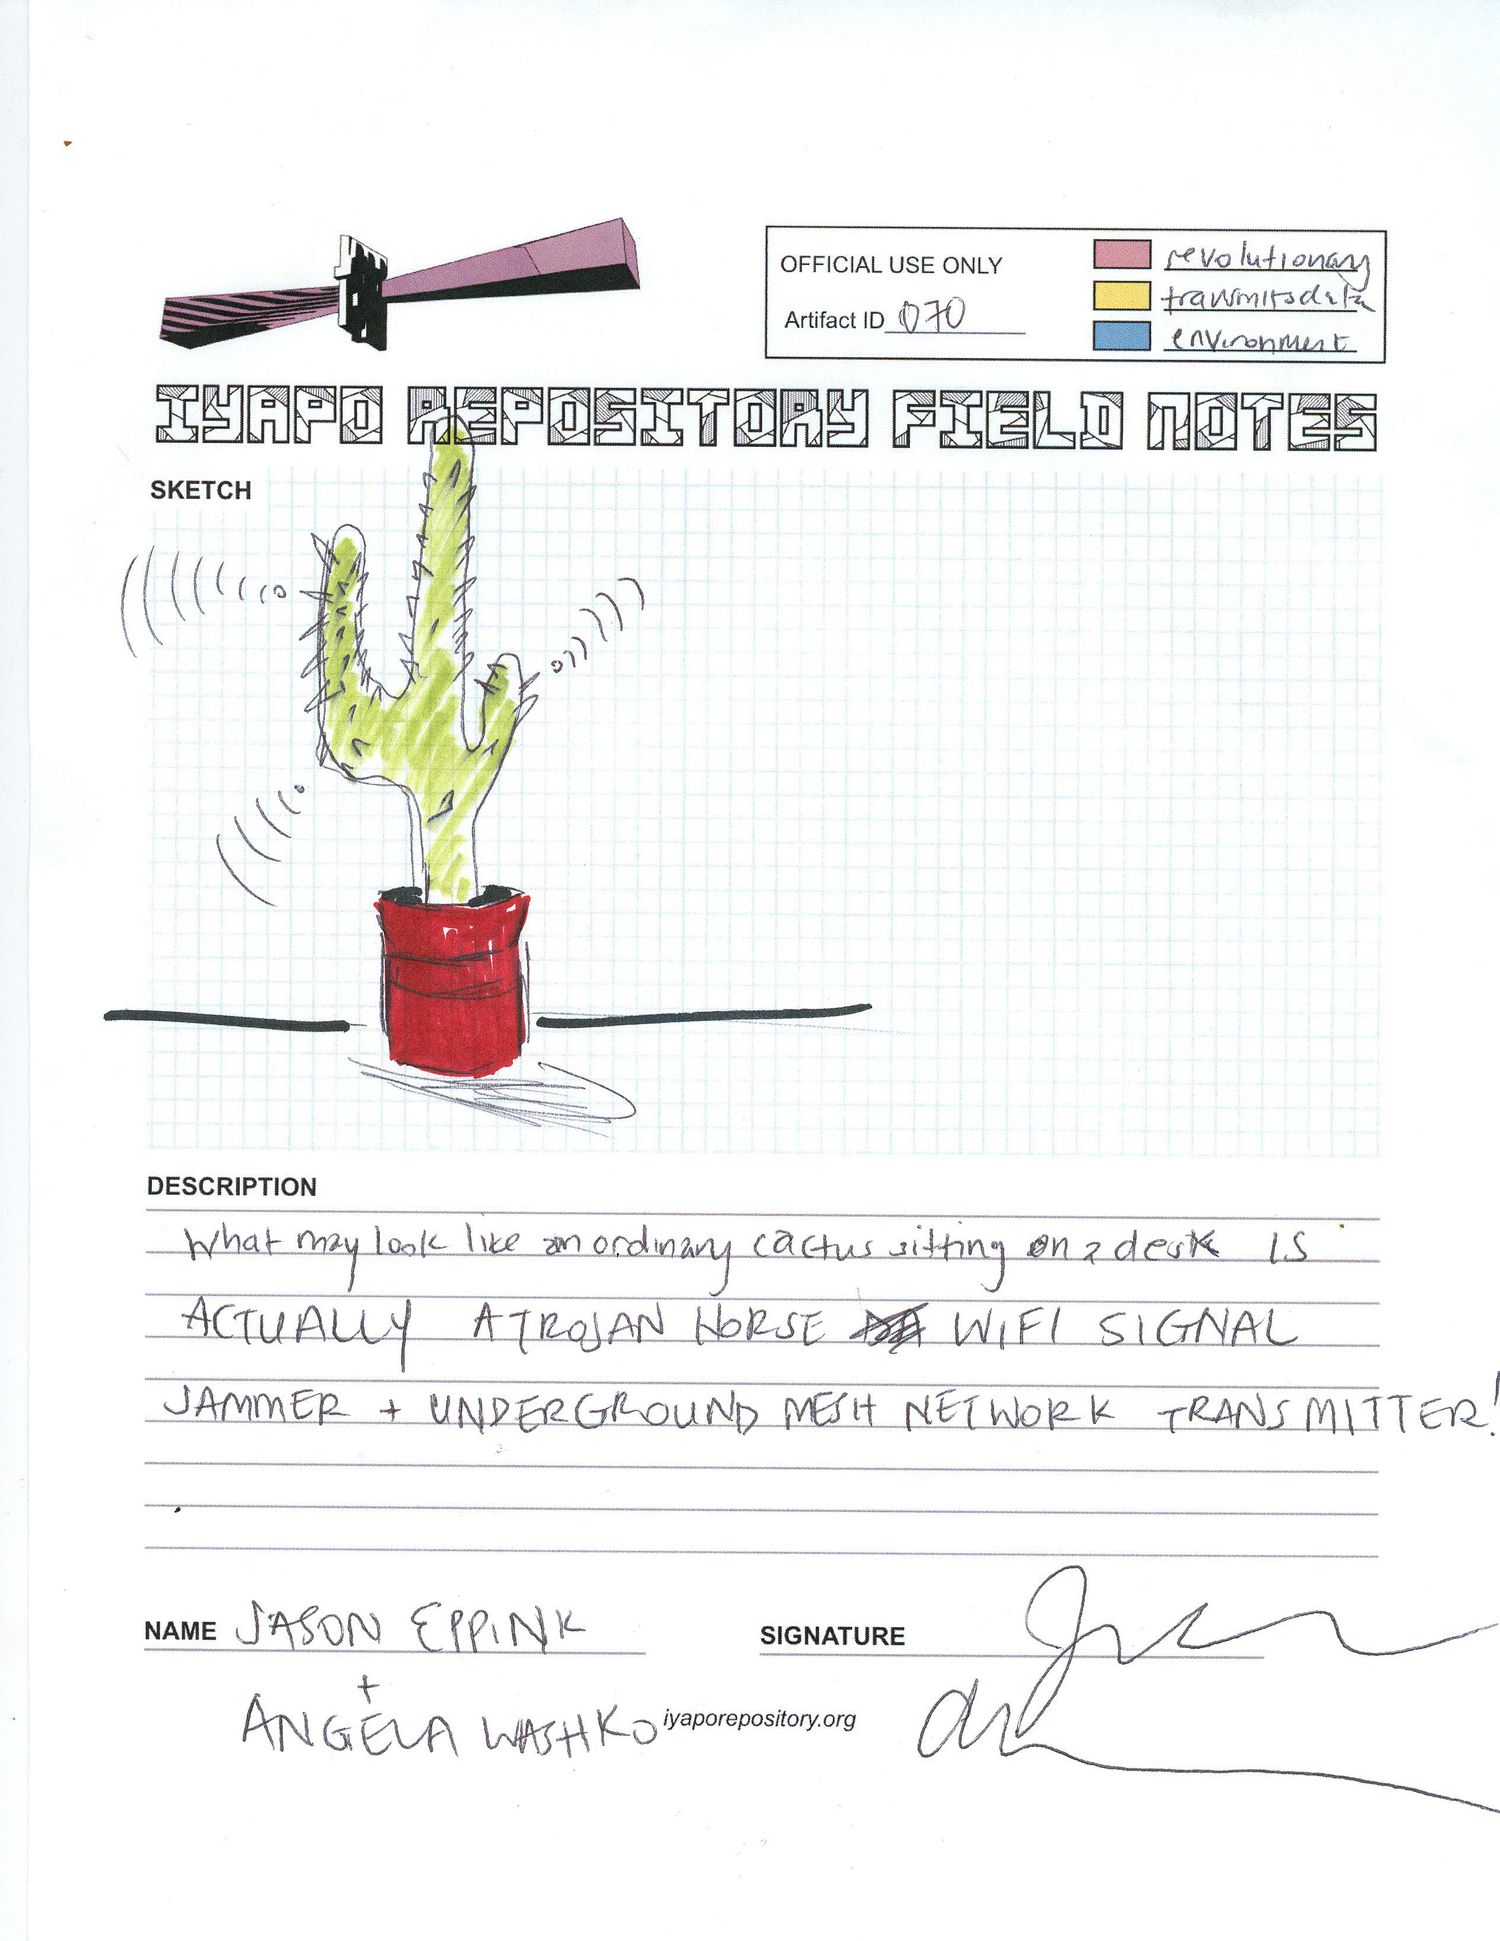 OFFICIAL USE ONLY
Artifact ID 070
revolutionary
transmits data
environment
IYAPO REPOSITORY FIELD NOTES
SKETCH
DESCRIPTION
What may look like an ordinary cactus sitting on a desk IS
ACTUALLY A TROJAN HORSE WIFI SIGNAL
JAMMER + UNDERGROUND MESH NETWORK TRANSMITTER!
NAME JASON EPPINK
+
ANGELA WASHKO
SIGNATURE
iyaporepository.org